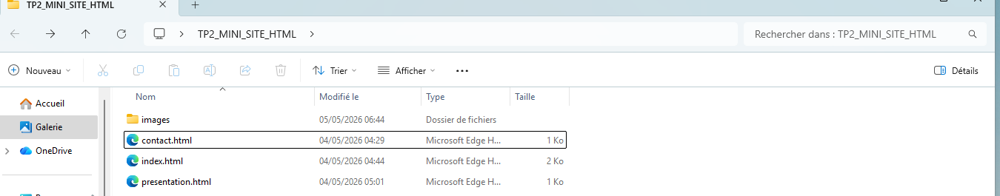 TP2_MINI_SITE_HTML
TP2_MINI_SITE_HTML
Rechercher dans : TP2_MINI_SITE_HTML
Nouveau
Trier
Afficher
Détails
Accueil
Galerie
OneDrive
Nom Modifié le Type Taille
images 05/05/2026 06:44 Dossier de fichiers
contact.html 04/05/2026 04:29 Microsoft Edge H... 1 Ko
index.html 04/05/2026 04:44 Microsoft Edge H... 2 Ko
presentation.html 04/05/2026 05:01 Microsoft Edge H... 1 Ko